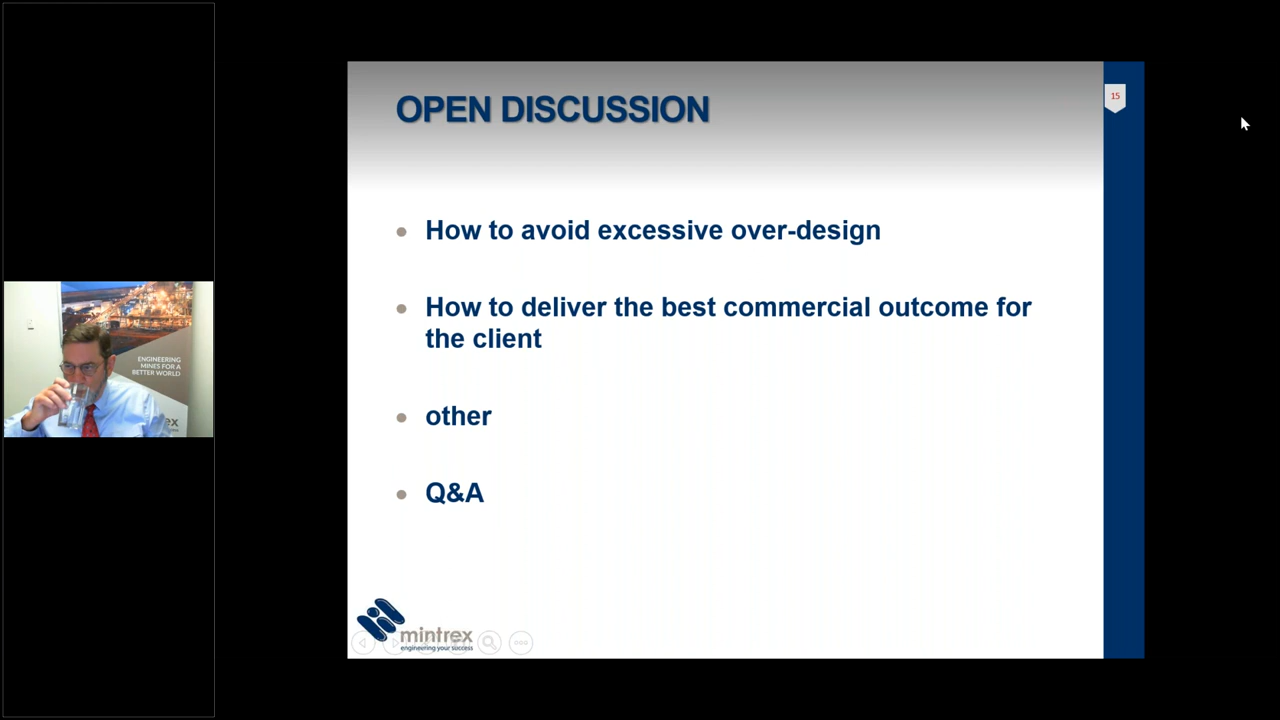 OPEN DISCUSSION
15
How to avoid excessive over-design
How to deliver the best commercial outcome for
the client
other
Q&A
mintrex
engineering your success
ENGINEERING
MINES FOR A
BETTER WORLD